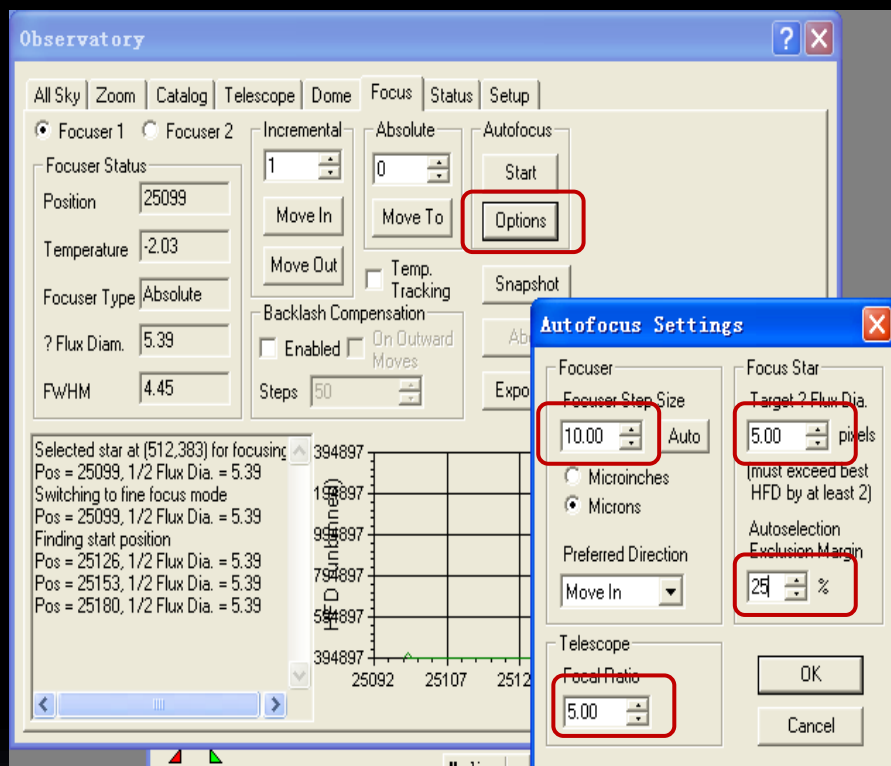 Observatory
All Sky Zoom Catalog Telescope Dome Focus Status Setup
Focuser 1 Focuser 2
Focuser Status
Position 25099
Temperature -2.03
Focuser Type Absolute
? Flux Diam. 5.39
FWHM 4.45
Incremental
1
Move In
Move Out
Absolute
0
Move To
Temp.
Tracking
Autofocus
Start
Options
Snapshot
Backlash Compensation
Enabled On Outward
Moves
Steps 50
Selected star at (512,383) for focusing
Pos = 25099, 1/2 Flux Dia. = 5.39
Switching to fine focus mode
Pos = 25099, 1/2 Flux Dia. = 5.39
Finding start position
Pos = 25126, 1/2 Flux Dia. = 5.39
Pos = 25153, 1/2 Flux Dia. = 5.39
Pos = 25180, 1/2 Flux Dia. = 5.39
HFD (unbinned)
394897
194897
994897
794897
594897
394897
25092 25107
Autofocus Settings
Focuser
Focuser Step Size
10.00 Auto
Microinches
Microns
Preferred Direction
Move In
Telescope
Focal Ratio
5.00
Focus Star
Target ? Flux Dia.
5.00 pixels
(must exceed best
HFD by at least 2)
Autoselection
Exclusion Margin
25 %
OK
Cancel